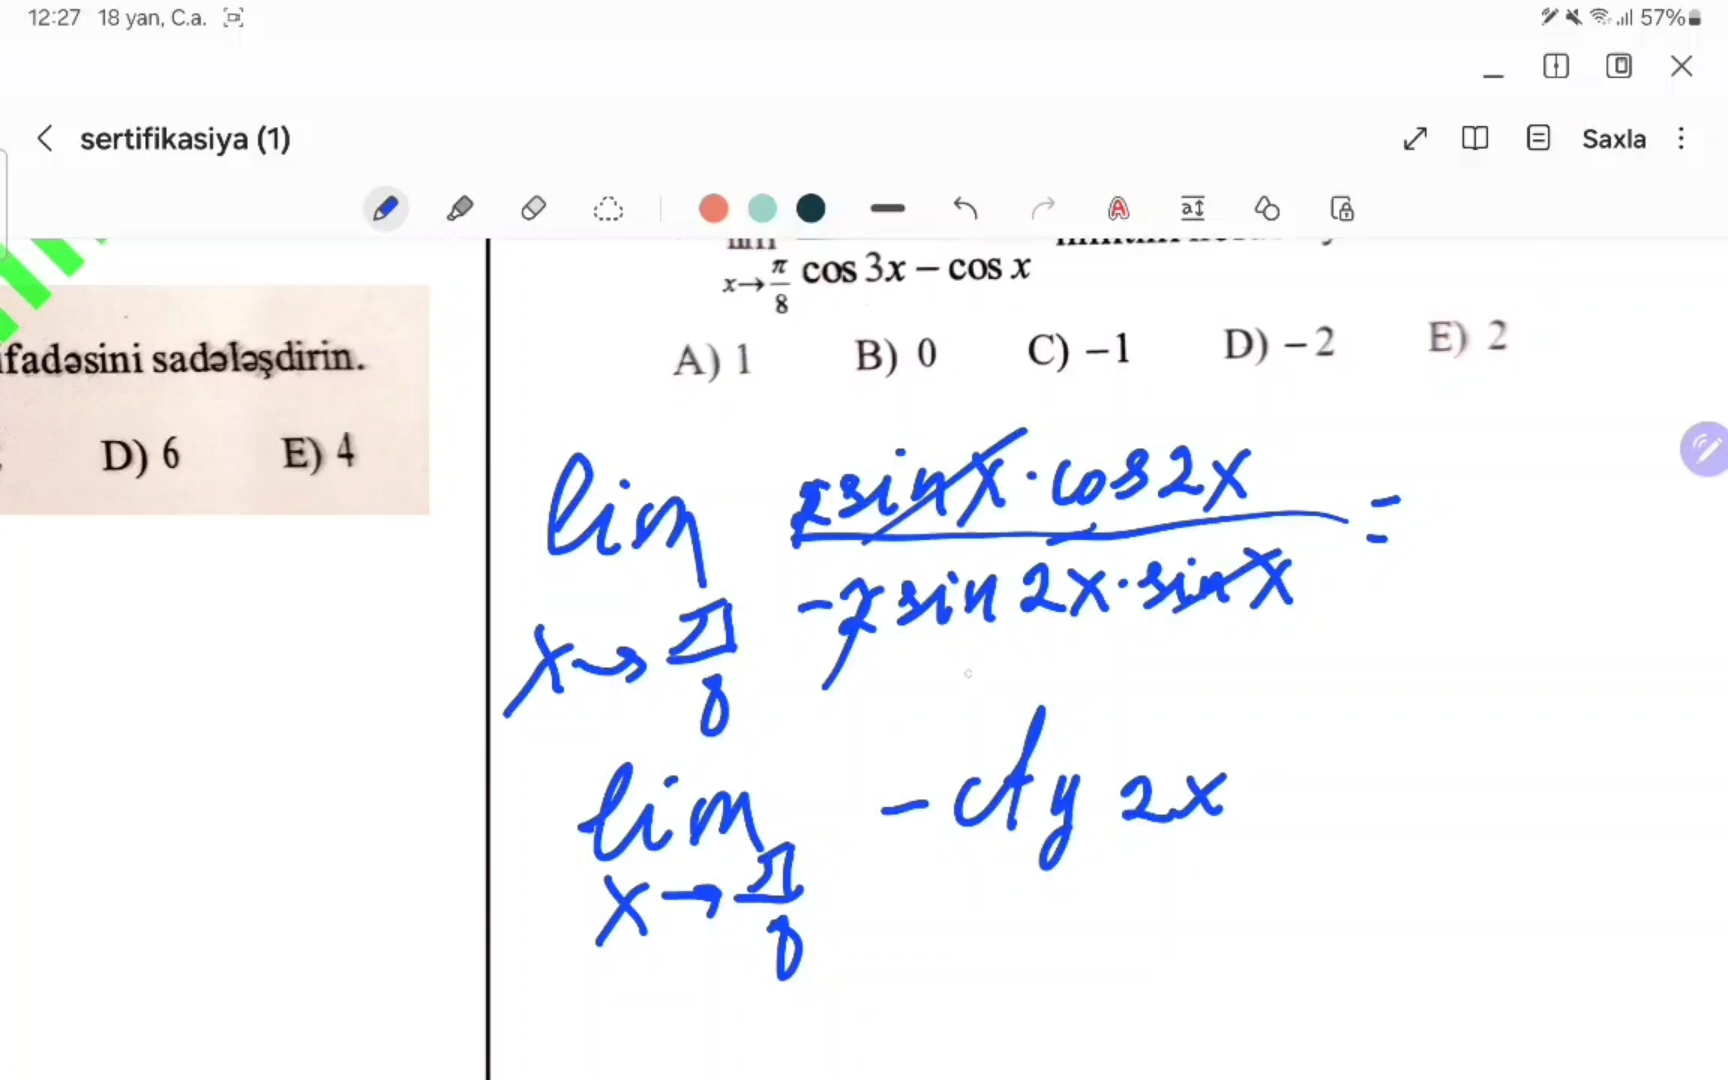 12:27 18 yan, C.a. 57%
sertifikasiya (1) Saxla
ifadəsini sadələşdirin.
D) 6 E) 4
x→π/8 cos 3x – cos x
A) 1 B) 0 C) –1 D) –2 E) 2
lim x→π/8 2sinx·cos2x / -2sin2x·sinx =
lim x→π/8 -ctg 2x